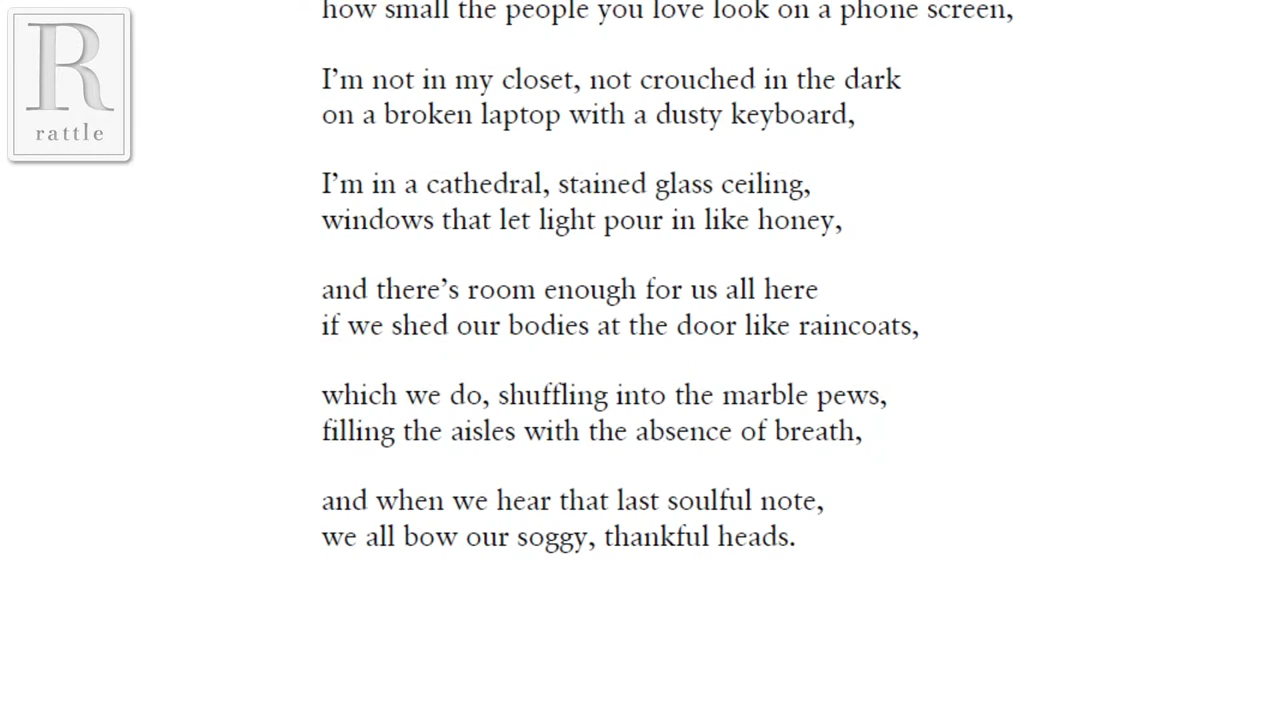 R
rattle
how small the people you love look on a phone screen,
I’m not in my closet, not crouched in the dark
on a broken laptop with a dusty keyboard,
I’m in a cathedral, stained glass ceiling,
windows that let light pour in like honey,
and there’s room enough for us all here
if we shed our bodies at the door like raincoats,
which we do, shuffling into the marble pews,
filling the aisles with the absence of breath,
and when we hear that last soulful note,
we all bow our soggy, thankful heads.